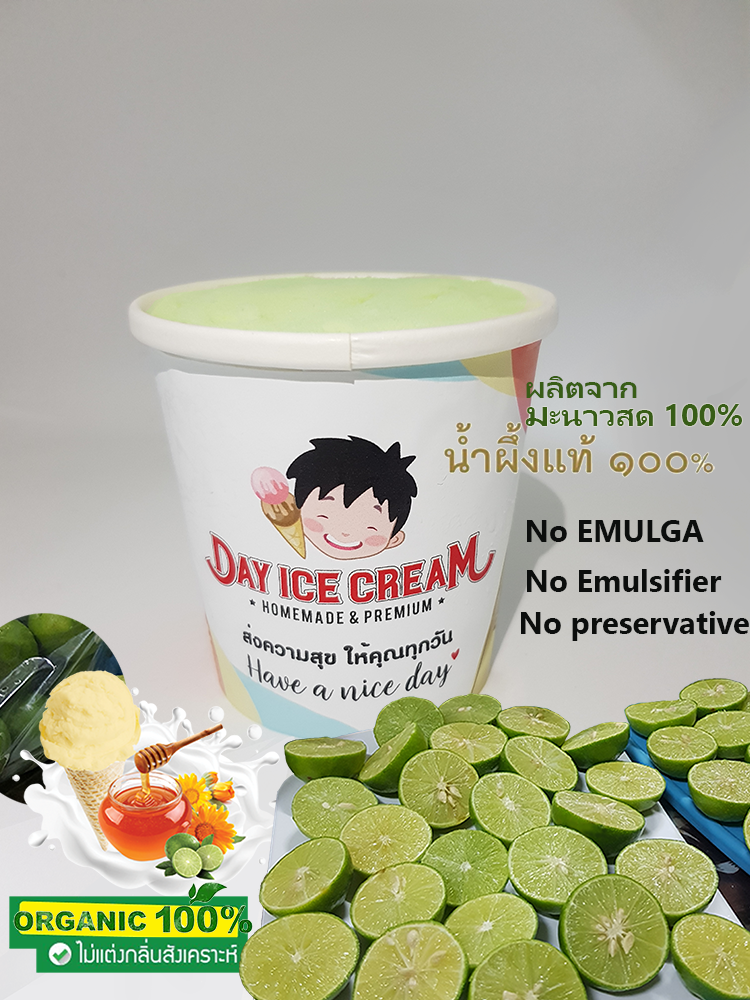 ผลิตจาก
มะนาวสด 100%
น้ำผึ้งแท้ ๑๐๐%
No EMULGA
No Emulsifier
No preservative
DAY ICE CREAM
* HOMEMADE & PREMIUM *
ส่งความสุข ให้คุณทุกวัน
Have a nice day
ORGANIC 100%
ไม่แต่งกลิ่นสังเคราะห์